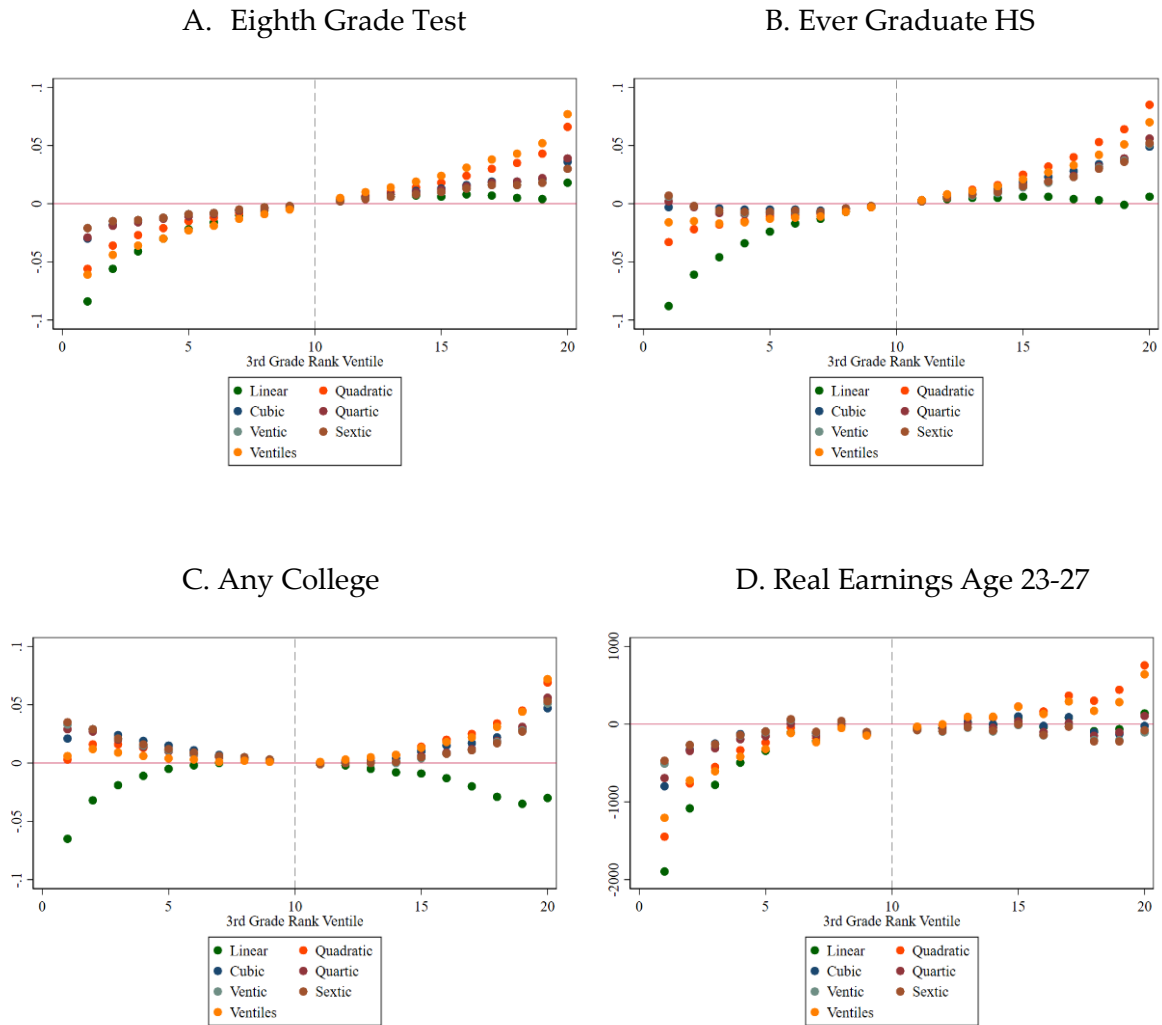 A. Eighth Grade Test
.1
.05
0
-.05
-.1
0 5 10 15 20
3rd Grade Rank Ventile
Linear Quadratic
Cubic Quartic
Ventic Sextic
Ventiles
B. Ever Graduate HS
.1
.05
0
-.05
-.1
0 5 10 15 20
3rd Grade Rank Ventile
Linear Quadratic
Cubic Quartic
Ventic Sextic
Ventiles
C. Any College
.1
.05
0
-.05
-.1
0 5 10 15 20
3rd Grade Rank Ventile
Linear Quadratic
Cubic Quartic
Ventic Sextic
Ventiles
D. Real Earnings Age 23-27
1000
0
-1000
-2000
0 5 10 15 20
3rd Grade Rank Ventile
Linear Quadratic
Cubic Quartic
Ventic Sextic
Ventiles